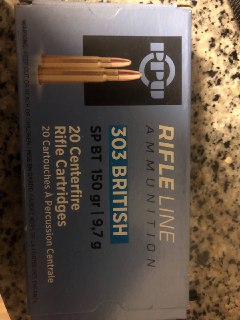 PPU
RIFLE LINE
AMMUNITION
303 BRITISH
SP BT 150 gr | 9,7 g
20 Centerfire
Rifle Cartridges
20 Cartouches À Percussion Centrale